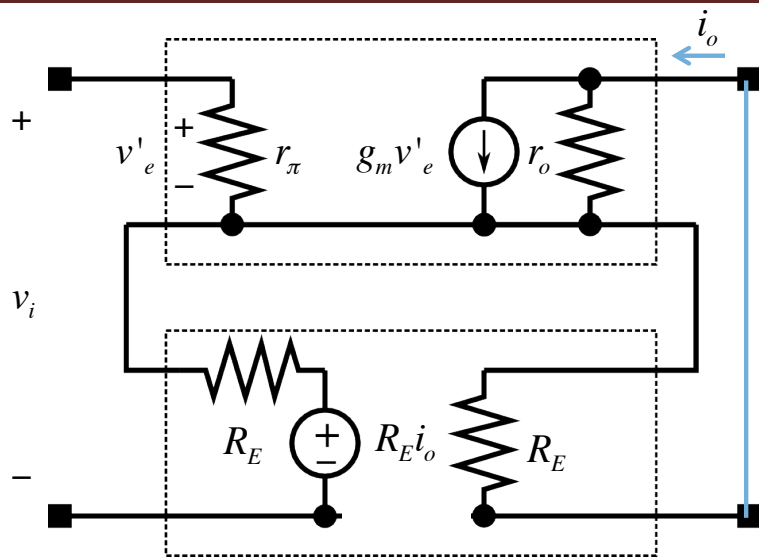 i_o
+
+
v'_e
r_π
g_m v'_e
r_o
−
v_i
R_E
+
−
R_E i_o
R_E
−